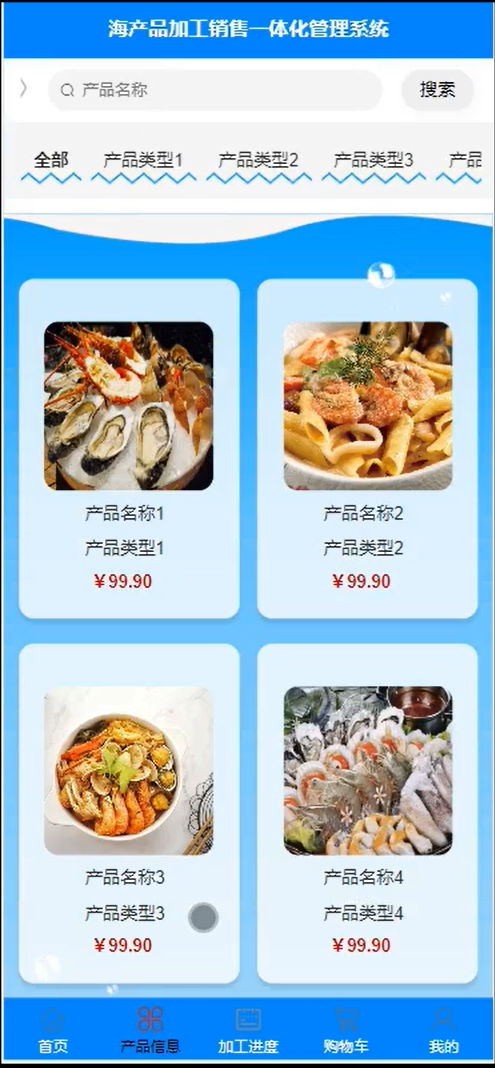 海产品加工销售一体化管理系统
产品名称 搜索
全部 产品类型1 产品类型2 产品类型3 产品
产品名称1
产品类型1
￥99.90
产品名称2
产品类型2
￥99.90
产品名称3
产品类型3
￥99.90
产品名称4
产品类型4
￥99.90
首页 产品信息 加工进度 购物车 我的